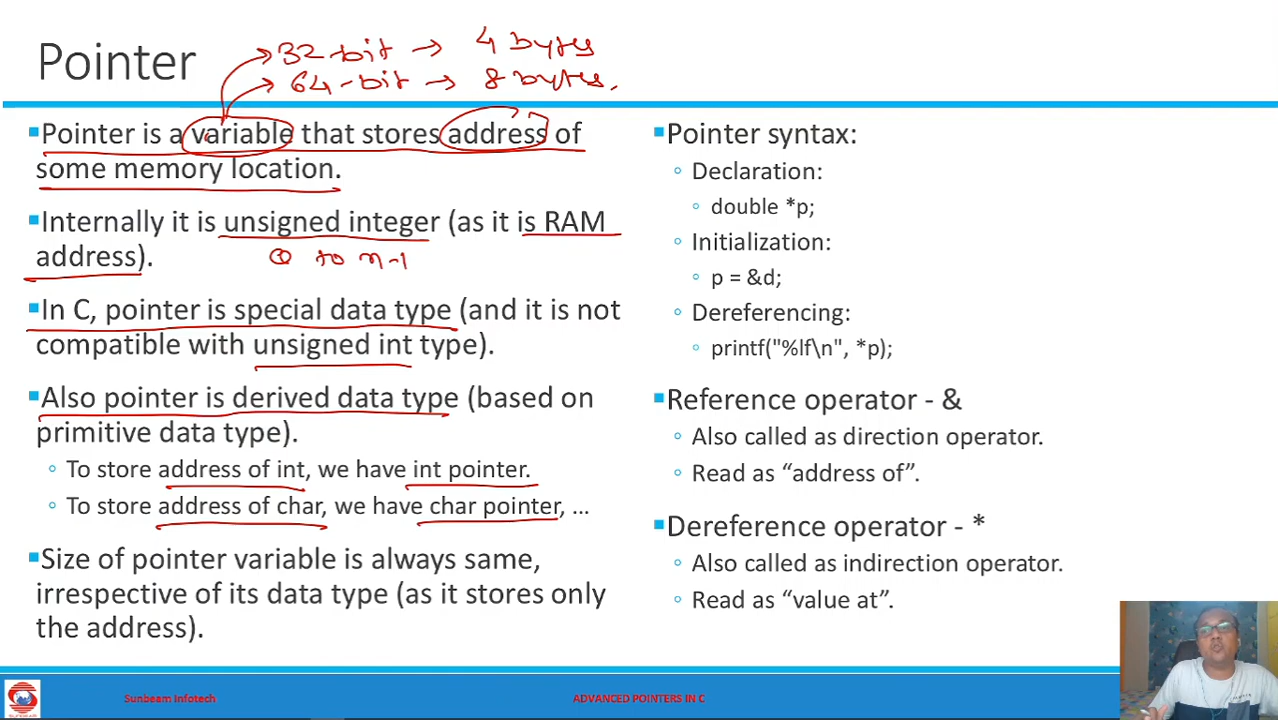 Pointer
32-bit → 4 bytes
64-bit → 8 bytes.
▪Pointer is a variable that stores address of
some memory location.
▪Internally it is unsigned integer (as it is RAM
address).
0 to n-1
▪In C, pointer is special data type (and it is not
compatible with unsigned int type).
▪Also pointer is derived data type (based on
primitive data type).
◦ To store address of int, we have int pointer.
◦ To store address of char, we have char pointer, …
▪Size of pointer variable is always same,
irrespective of its data type (as it stores only
the address).
▪Pointer syntax:
◦ Declaration:
◦ double *p;
◦ Initialization:
◦ p = &d;
◦ Dereferencing:
◦ printf("%lf\n", *p);
▪Reference operator - &
◦ Also called as direction operator.
◦ Read as “address of”.
▪Dereference operator - *
◦ Also called as indirection operator.
◦ Read as “value at”.
Sunbeam Infotech
ADVANCED POINTERS IN C